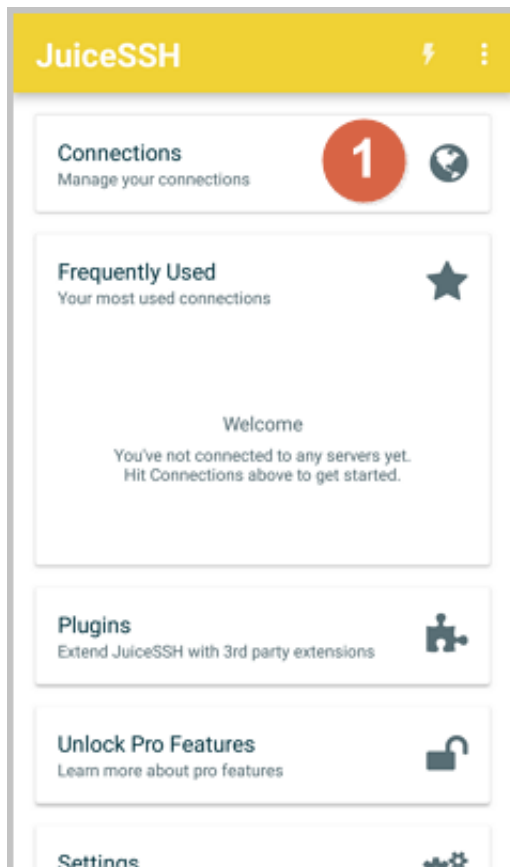 JuiceSSH
Connections
Manage your connections
1
Frequently Used
Your most used connections
Welcome
You've not connected to any servers yet.
Hit Connections above to get started.
Plugins
Extend JuiceSSH with 3rd party extensions
Unlock Pro Features
Learn more about pro features
Settings